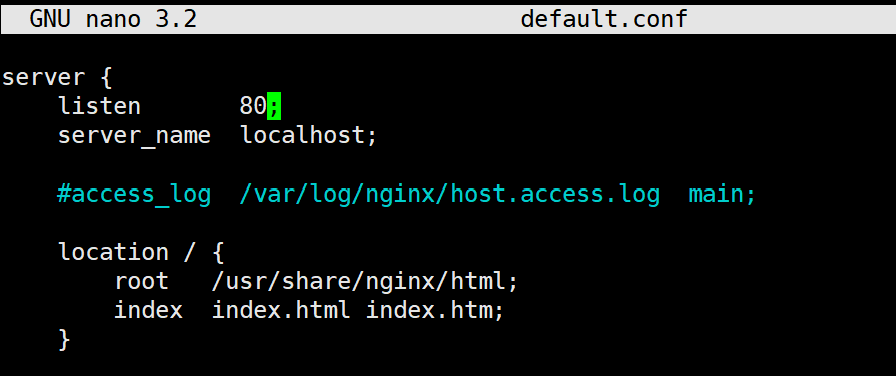 GNU nano 3.2 default.conf
server {
    listen       80;
    server_name  localhost;
    #access_log  /var/log/nginx/host.access.log  main;
    location / {
        root   /usr/share/nginx/html;
        index  index.html index.htm;
    }